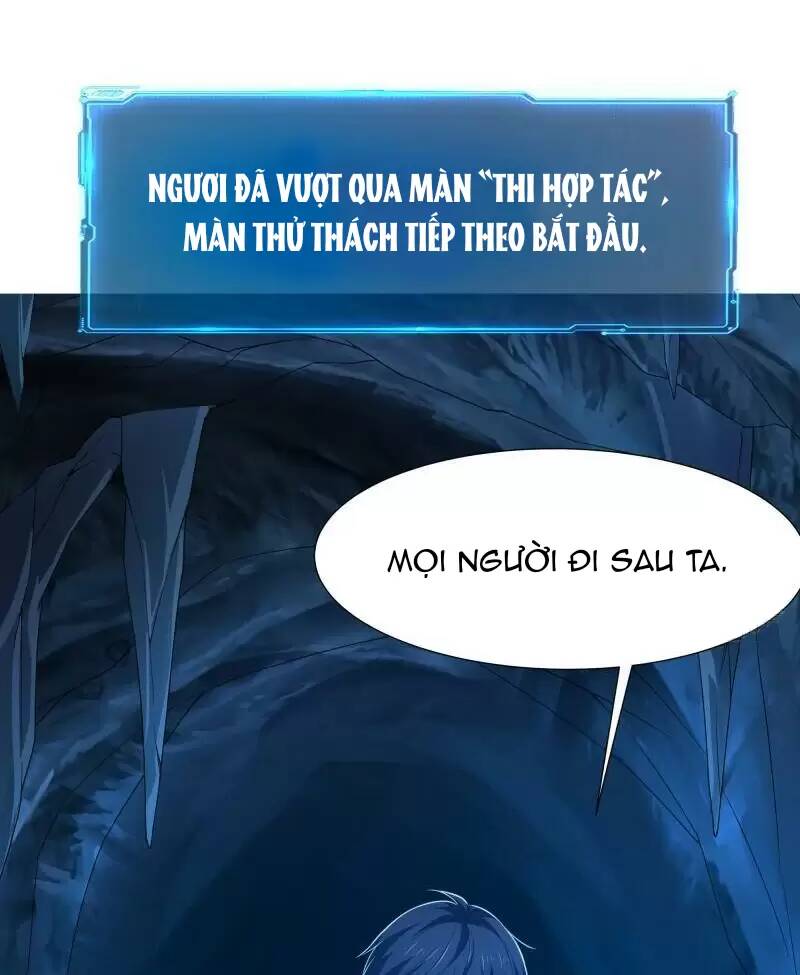 NGƯƠI ĐÃ VƯỢT QUA MÀN “THI HỢP TÁC”,
MÀN THỬ THÁCH TIẾP THEO BẮT ĐẦU.
MỌI NGƯỜI ĐI SAU TA.